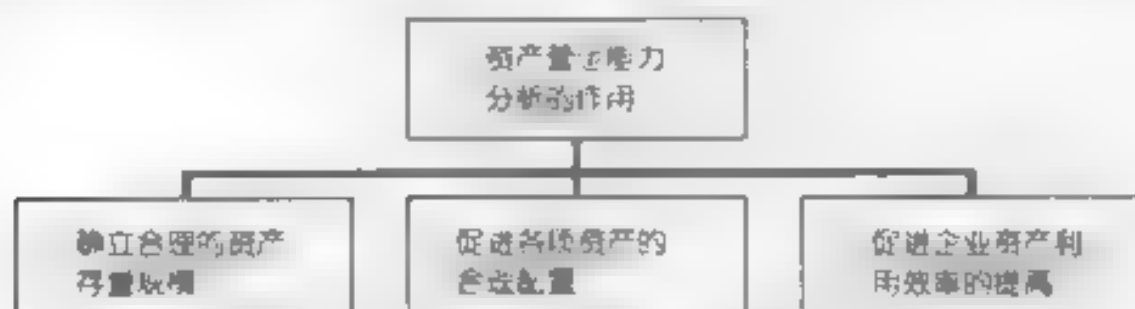 资产营运能力
分析的作用
确立合理的资产
存量规模
促进各项资产的
合理配置
促进企业资产利
用效率的提高